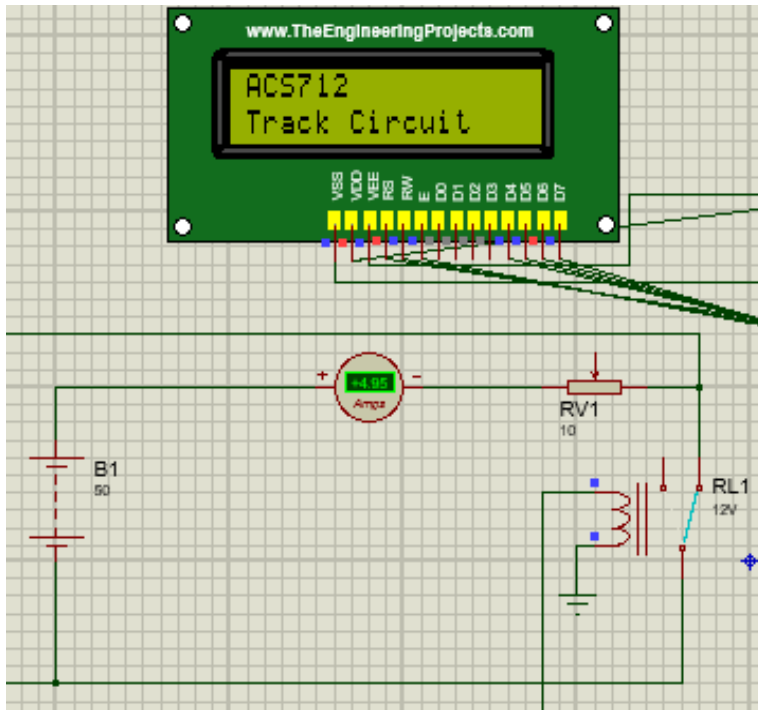 www.TheEngineeringProjects.com
ACS712
Track Circuit
VSS
VDD
VEE
RS
RW
E
D0
D1
D2
D3
D4
D5
D6
D7
+
+4.95
−
Amps
RV1
10
B1
50
RL1
12V